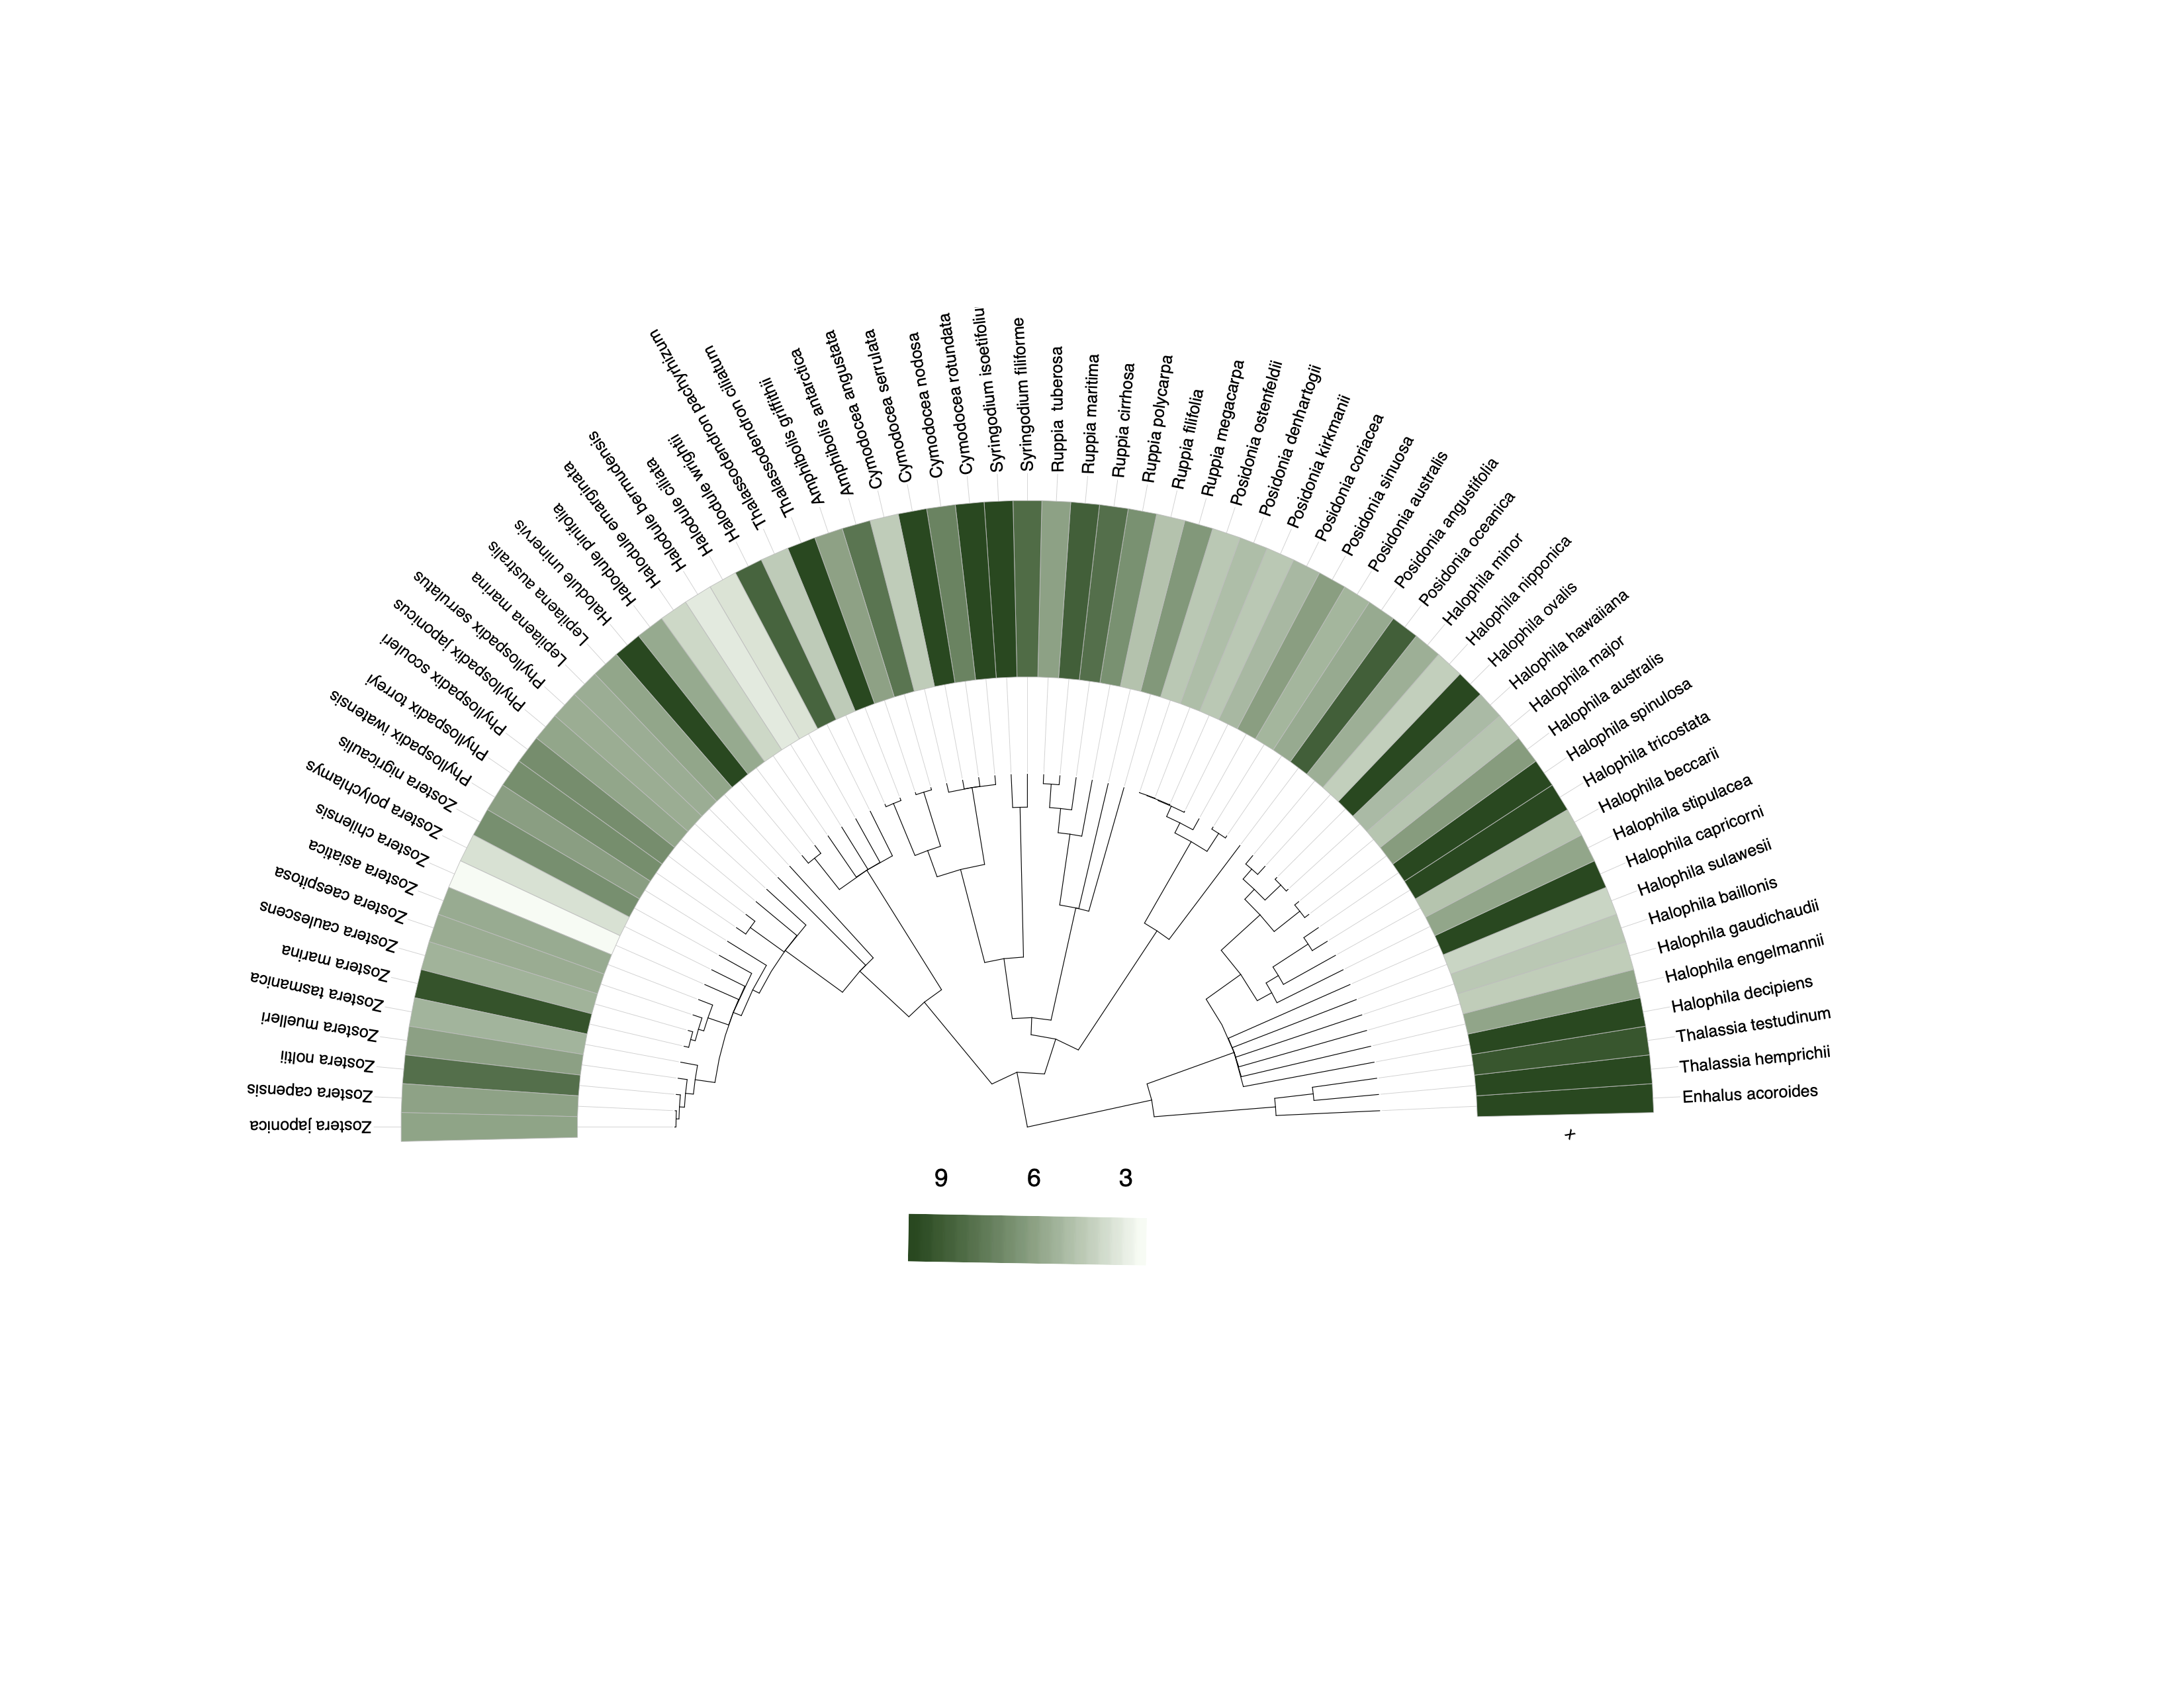 Zostera japonica
Zostera capensis
Zostera noltii
Zostera muelleri
Zostera tasmanica
Zostera marina
Zostera caulescens
Zostera caespitosa
Zostera asiatica
Zostera chilensis
Zostera polychlamys
Zostera nigricaulis
Phyllospadix iwatensis
Phyllospadix torreyi
Phyllospadix scouleri
Phyllospadix japonicus
Phyllospadix serrulatus
Lepilaena marina
Lepilaena australis
Halodule uninervis
Halodule pinifolia
Halodule emarginata
Halodule bermudensis
Halodule ciliata
Halodule wrightii
Thalassodendron pachyrhizum
Thalassodendron ciliatum
Amphibolis griffithii
Amphibolis antarctica
Cymodocea angustata
Cymodocea serrulata
Cymodocea nodosa
Cymodocea rotundata
Syringodium isoetifoliu
Syringodium filiforme
Ruppia tuberosa
Ruppia maritima
Ruppia cirrhosa
Ruppia polycarpa
Ruppia filifolia
Ruppia megacarpa
Posidonia ostenfeldii
Posidonia denhartogii
Posidonia kirkmanii
Posidonia coriacea
Posidonia sinuosa
Posidonia australis
Posidonia angustifolia
Posidonia oceanica
Halophila minor
Halophila nipponica
Halophila ovalis
Halophila hawaiiana
Halophila major
Halophila australis
Halophila spinulosa
Halophila tricostata
Halophila beccarii
Halophila stipulacea
Halophila capricorni
Halophila sulawesii
Halophila baillonis
Halophila gaudichaudii
Halophila engelmannii
Halophila decipiens
Thalassia testudinum
Thalassia hemprichii
Enhalus acoroides
x
9 6 3